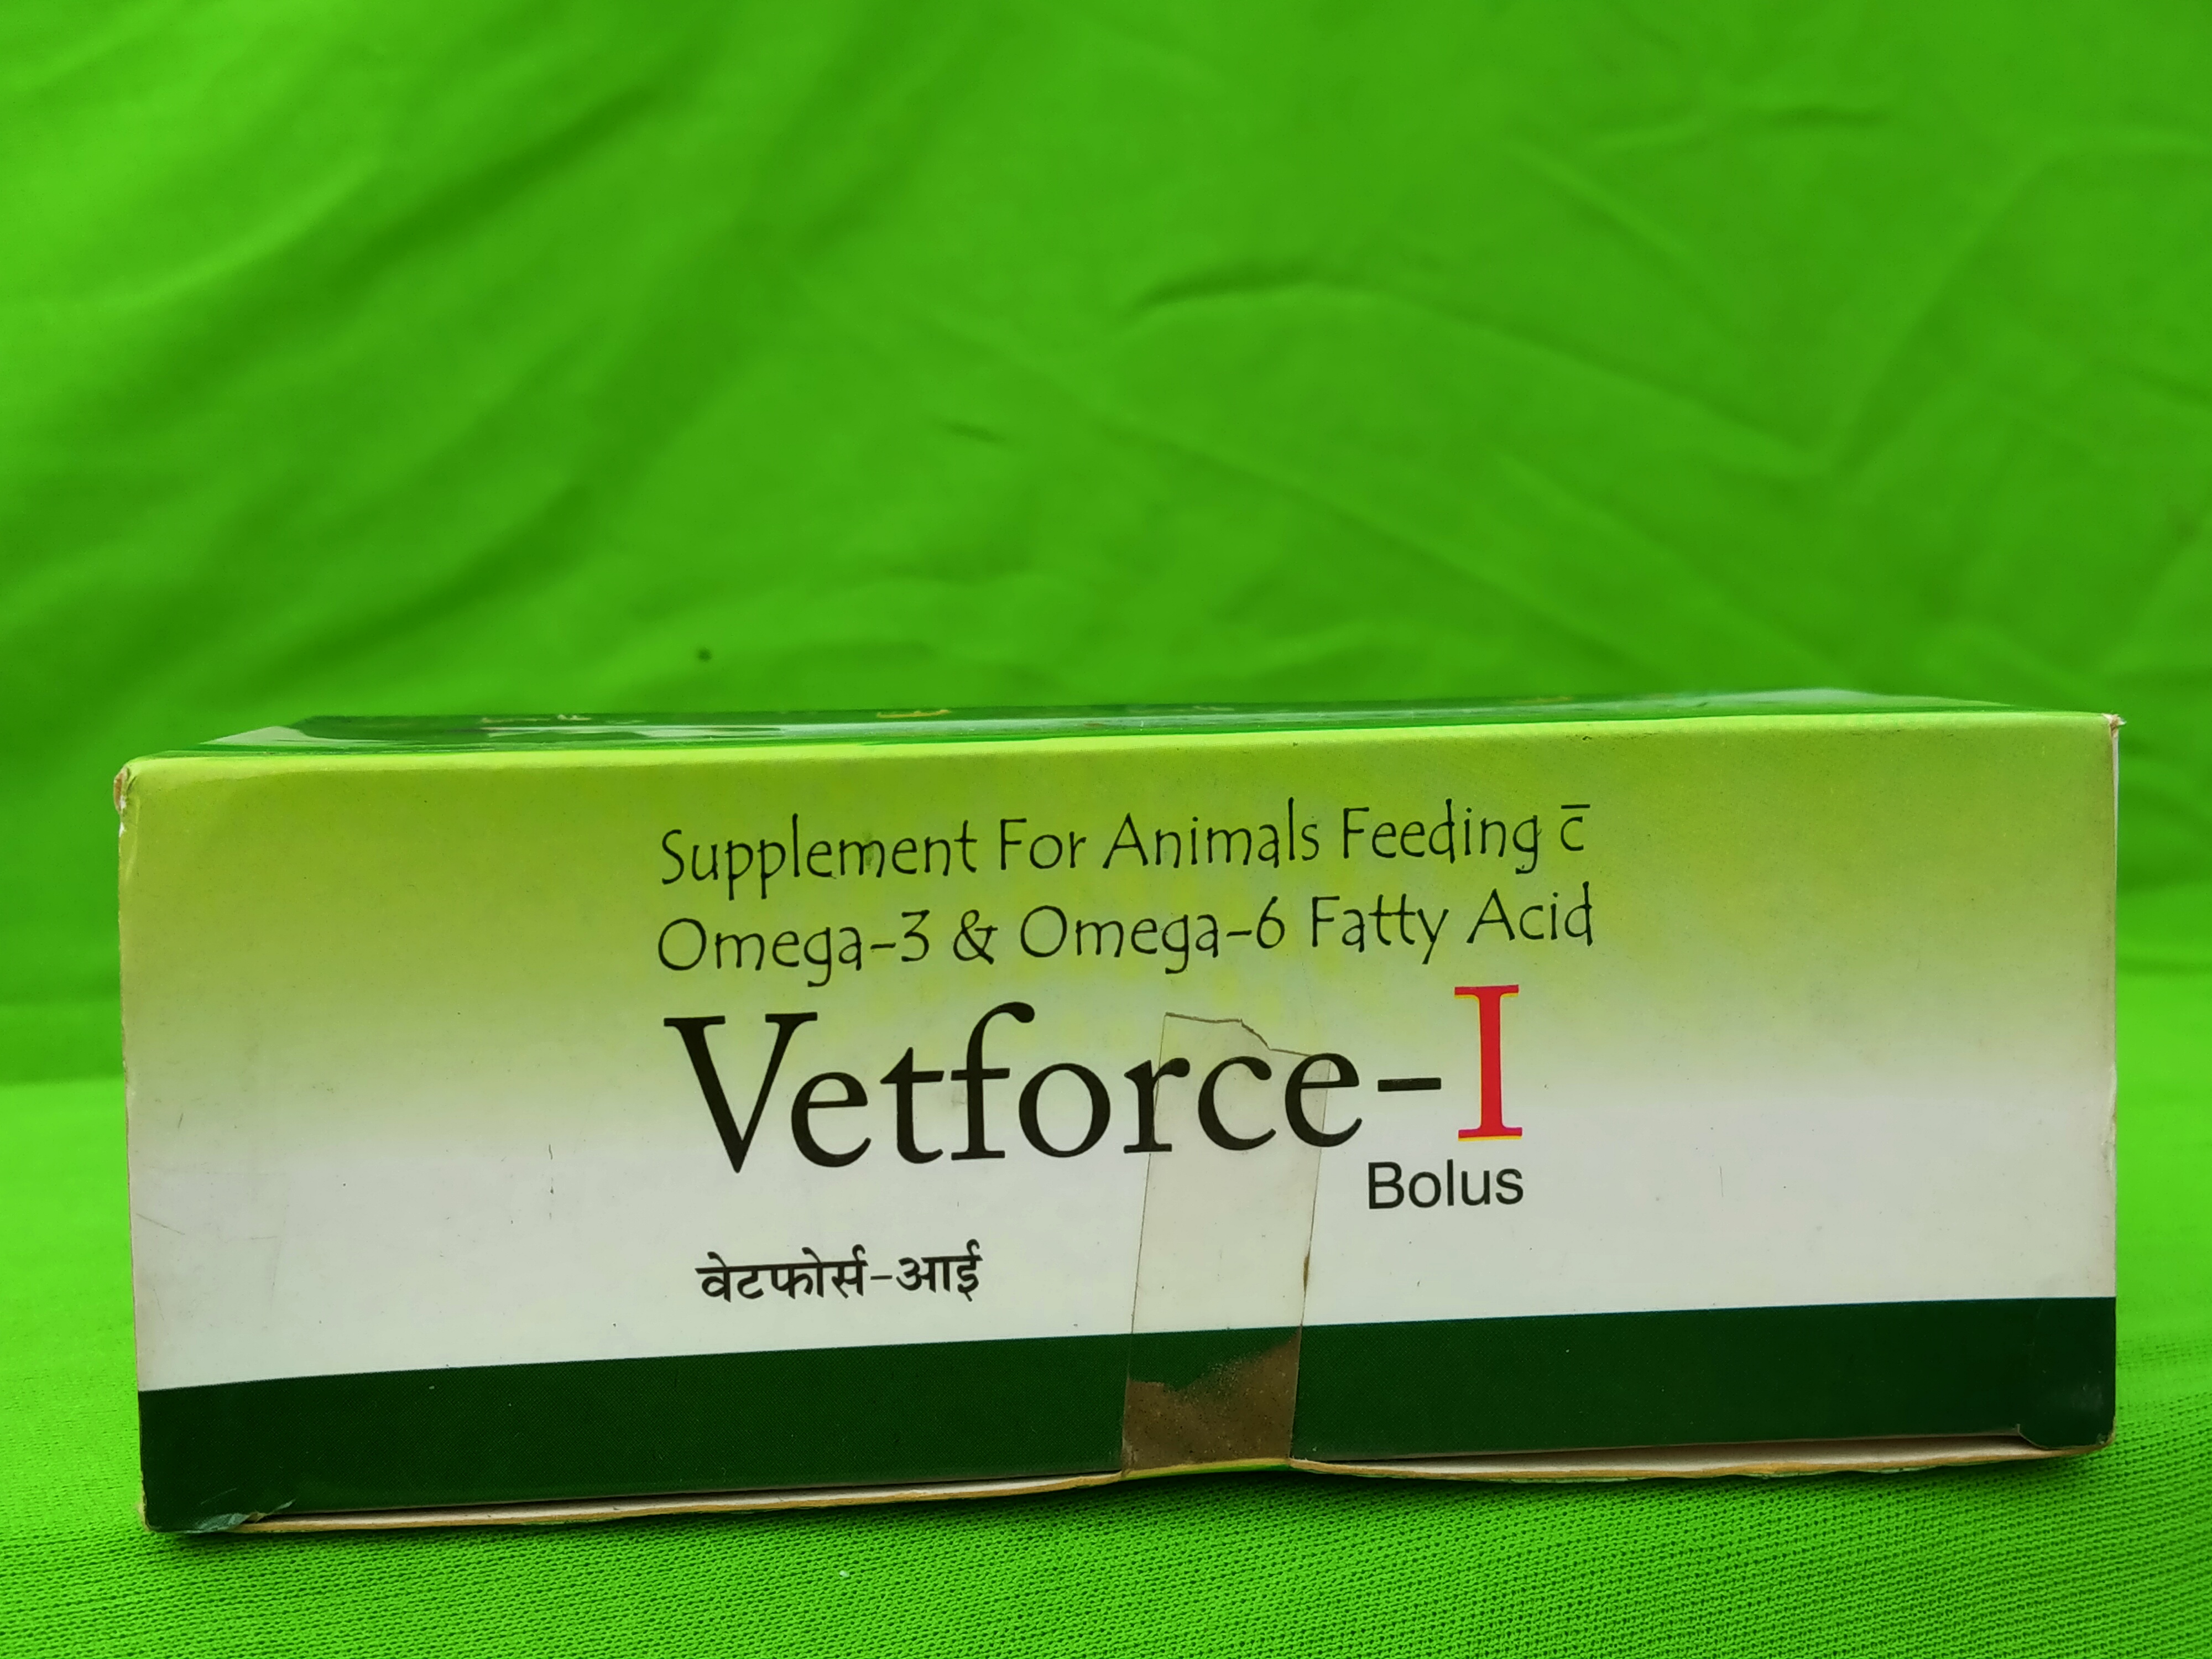 Supplement For Animals Feeding c̄
Omega-3 & Omega-6 Fatty Acid
Vetforce-I
Bolus
वेटफोर्स-आई